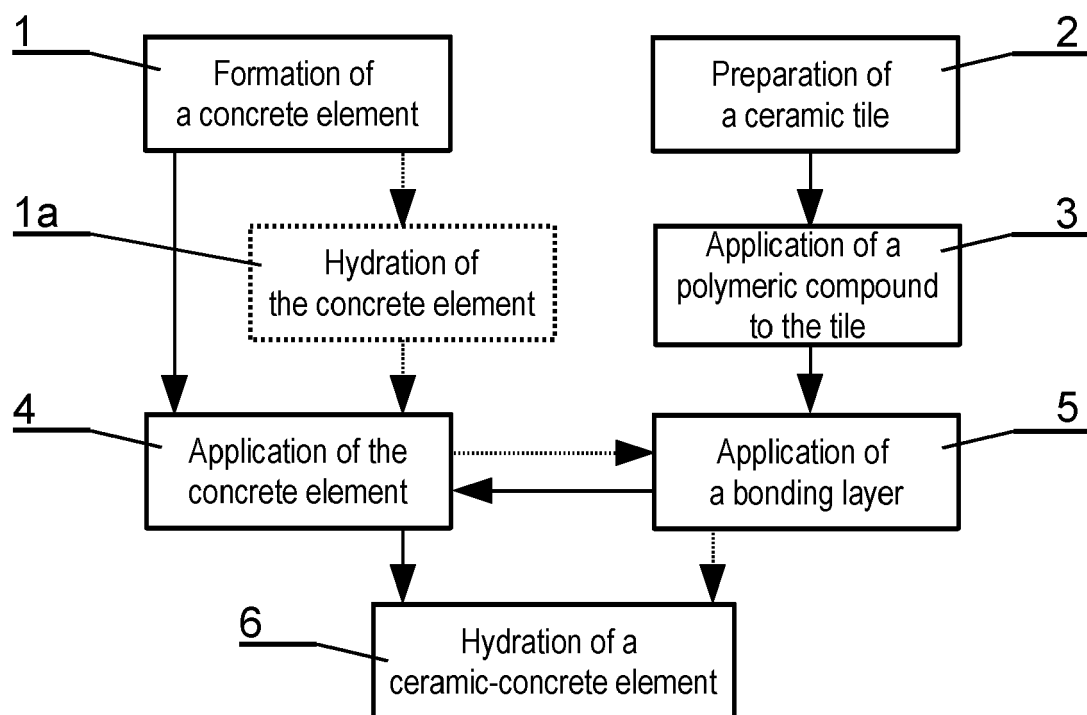 1
Formation of
a concrete element
2
Preparation of
a ceramic tile
1a
Hydration of
the concrete element
3
Application of a
polymeric compound
to the tile
4
Application of the
concrete element
5
Application of
a bonding layer
6
Hydration of a
ceramic-concrete element